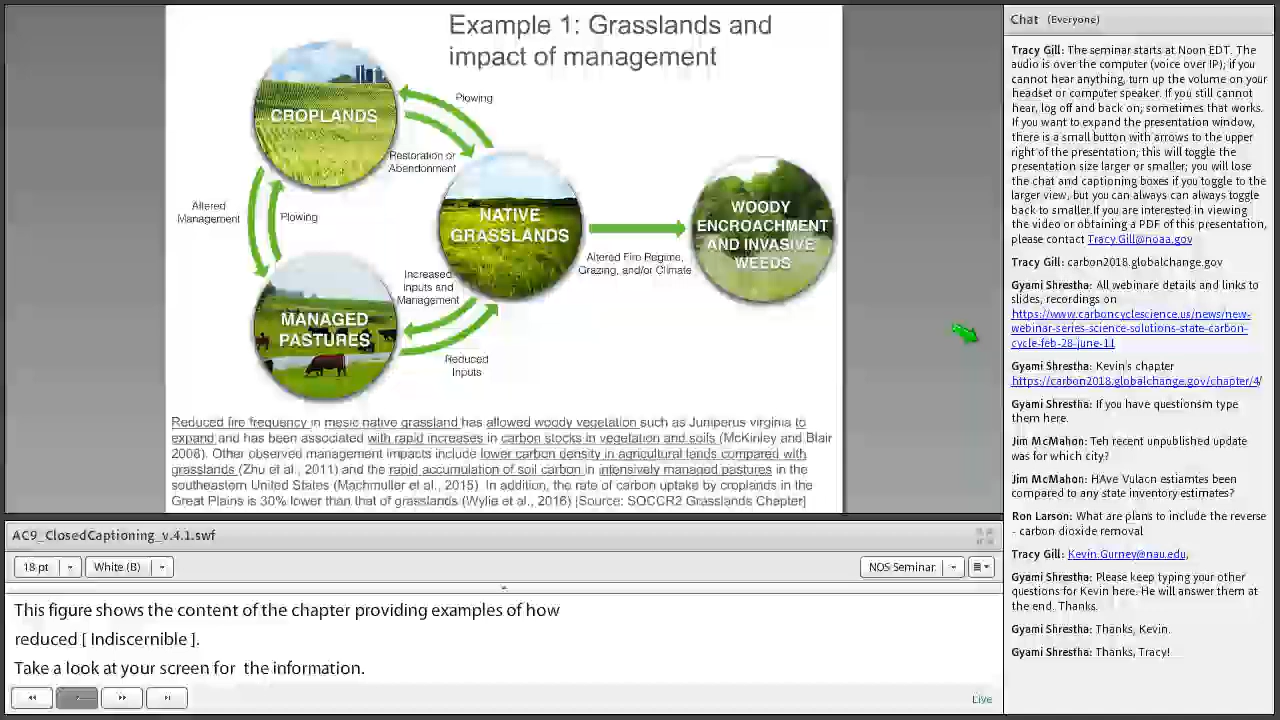 Example 1: Grasslands and
impact of management
CROPLANDS
Plowing
Restoration or
Abendonment
Altered
Management
Plowing
NATIVE
GRASSLANDS
WOODY
ENCROACHMENT
AND INVASIVE
WEEDS
Altered Fire Regime,
Grazing, and/or Climate
Increased
Inputs and
Management
MANAGED
PASTURES
Reduced
Inputs
Reduced fire frequency in mesic native grassland has allowed woody vegetation such as Juniperus virginia to
expand and has been associated with rapid increases in carbon stocks in vegetation and soils (McKinley and Blair
2008). Other observed management impacts include lower carbon density in agricultural lands compared with
grasslands (Zhu et al., 2011) and the rapid accumulation of soil carbon in intensively managed pastures in the
southeastern United States (Machmuller et al., 2015) In addition, the rate of carbon uptake by croplands in the
Great Plains is 30% lower than that of grasslands (Wylie et al., 2016) [Source: SOCCR2 Grasslands Chapter]
AC9_ClosedCaptioning_v.4.1.swf
18 pt
White (B)
NOS Seminar
This figure shows the content of the chapter providing examples of how
reduced [ Indiscernible ].
Take a look at your screen for  the information.
Live
Chat (Everyone)
Tracy Gill: The seminar starts at Noon EDT. The
audio is over the computer (voice over IP); if you
cannot hear anything, turn up the volume on your
headset or computer speaker. If you still cannot
hear, log off and back on; sometimes that works.
If you want to expand the presentation window,
there is a small button with arrows to the upper
right of the presentation; this will toggle the
presentation size larger or smaller; you will lose
the chat and captioning boxes if you toggle to the
larger view, but you can always can always toggle
back to smaller.If you are interested in viewing
the video or obtaining a PDF of this presentation,
please contact Tracy.Gill@noaa.gov
Tracy Gill: carbon2018.globalchange.gov
Gyami Shrestha: All webinare details and links to
slides, recordings on
https://www.carboncyclescience.us/news/new-
webinar-series-science-solutions-state-carbon-
cycle-feb-28-june-11
Gyami Shrestha: Kevin's chapter
https://carbon2018.globalchange.gov/chapter/4/
Gyami Shrestha: If you have questionsm type
them here.
Jim McMahon: Teh recent unpublished update
was for which city?
Jim McMahon: HAve Vulacn estiamtes been
compared to any state inventory estimates?
Ron Larson: What are plans to include the reverse
- carbon dioxide removal
Tracy Gill: Kevin.Gurney@nau.edu,
Gyami Shrestha: Please keep typing your other
questions for Kevin here. He will answer them at
the end. Thanks.
Gyami Shrestha: Thanks, Kevin.
Gyami Shrestha: Thanks, Tracy!